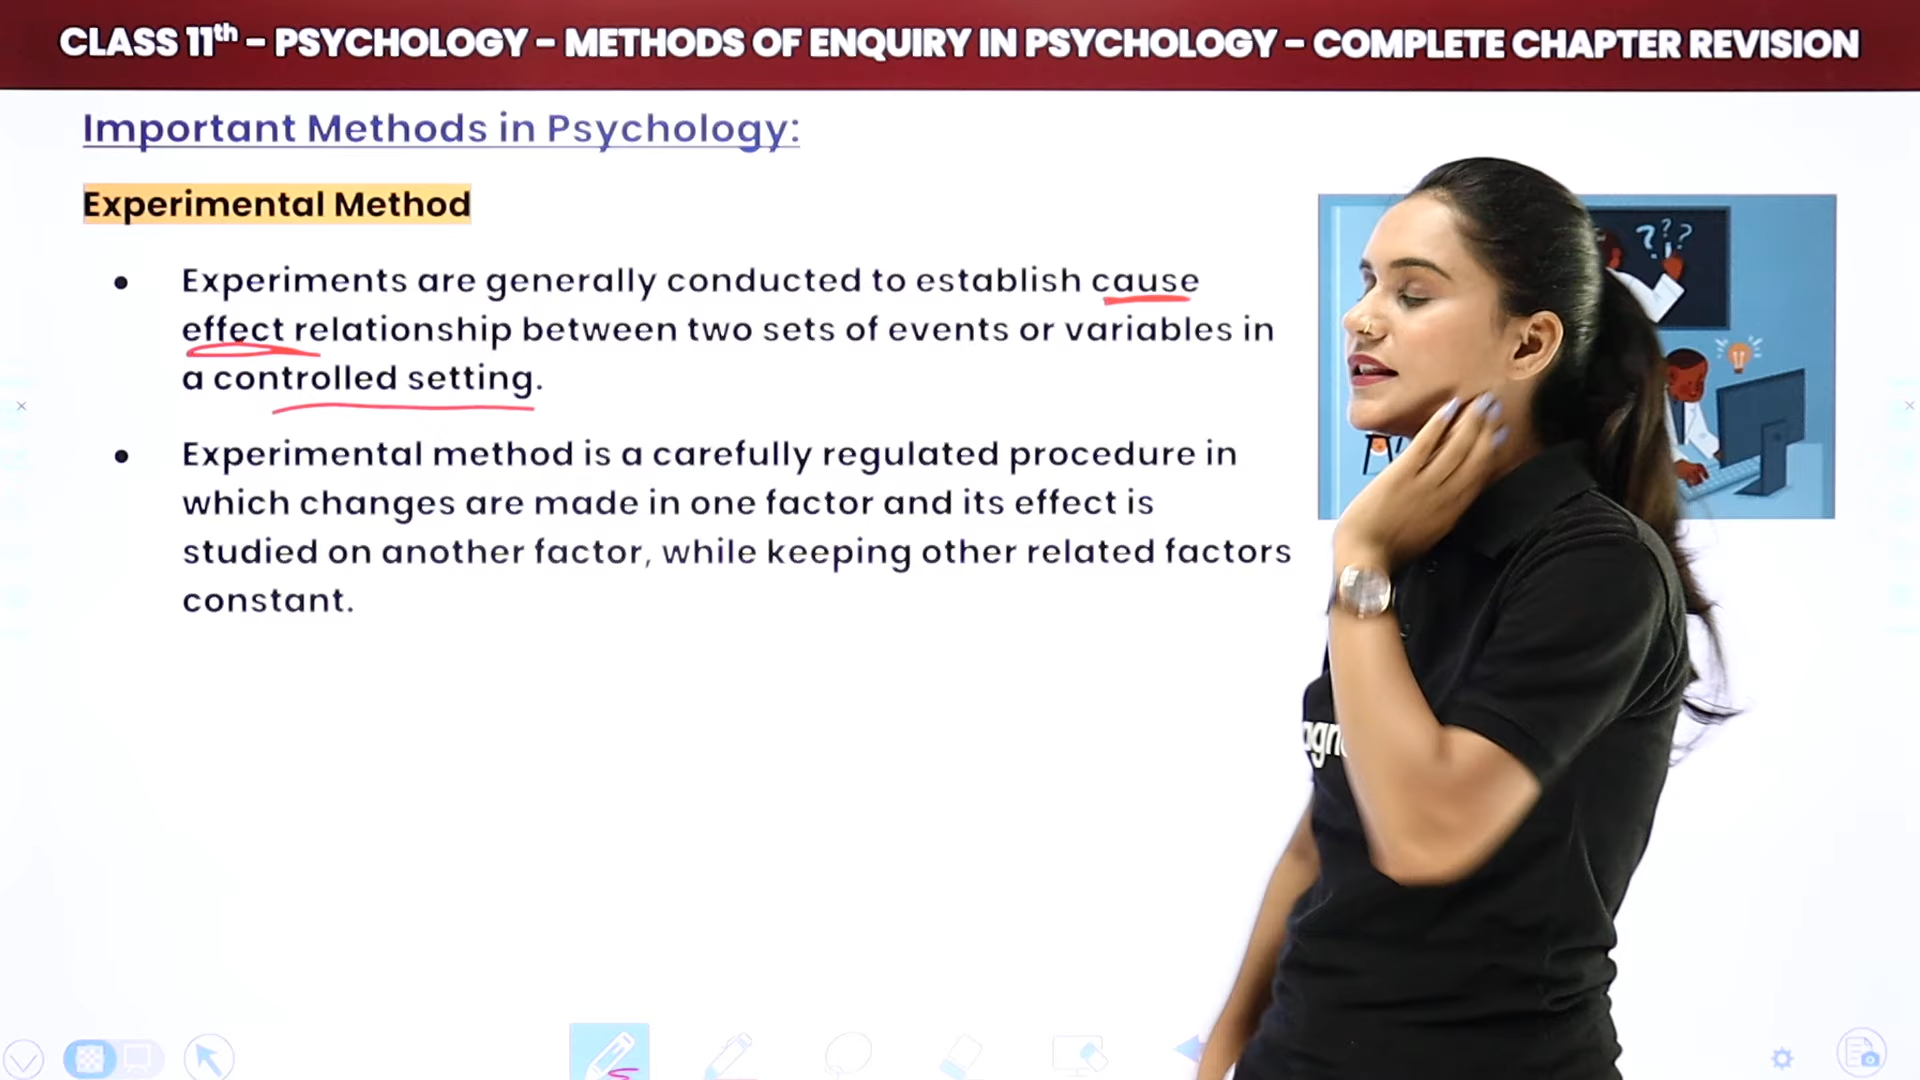 CLASS 11th – PSYCHOLOGY – METHODS OF ENQUIRY IN PSYCHOLOGY – COMPLETE CHAPTER REVISION
Important Methods in Psychology:
Experimental Method
• Experiments are generally conducted to establish cause
effect relationship between two sets of events or variables in
a controlled setting.
• Experimental method is a carefully regulated procedure in
which changes are made in one factor and its effect is
studied on another factor, while keeping other related factors
constant.
???